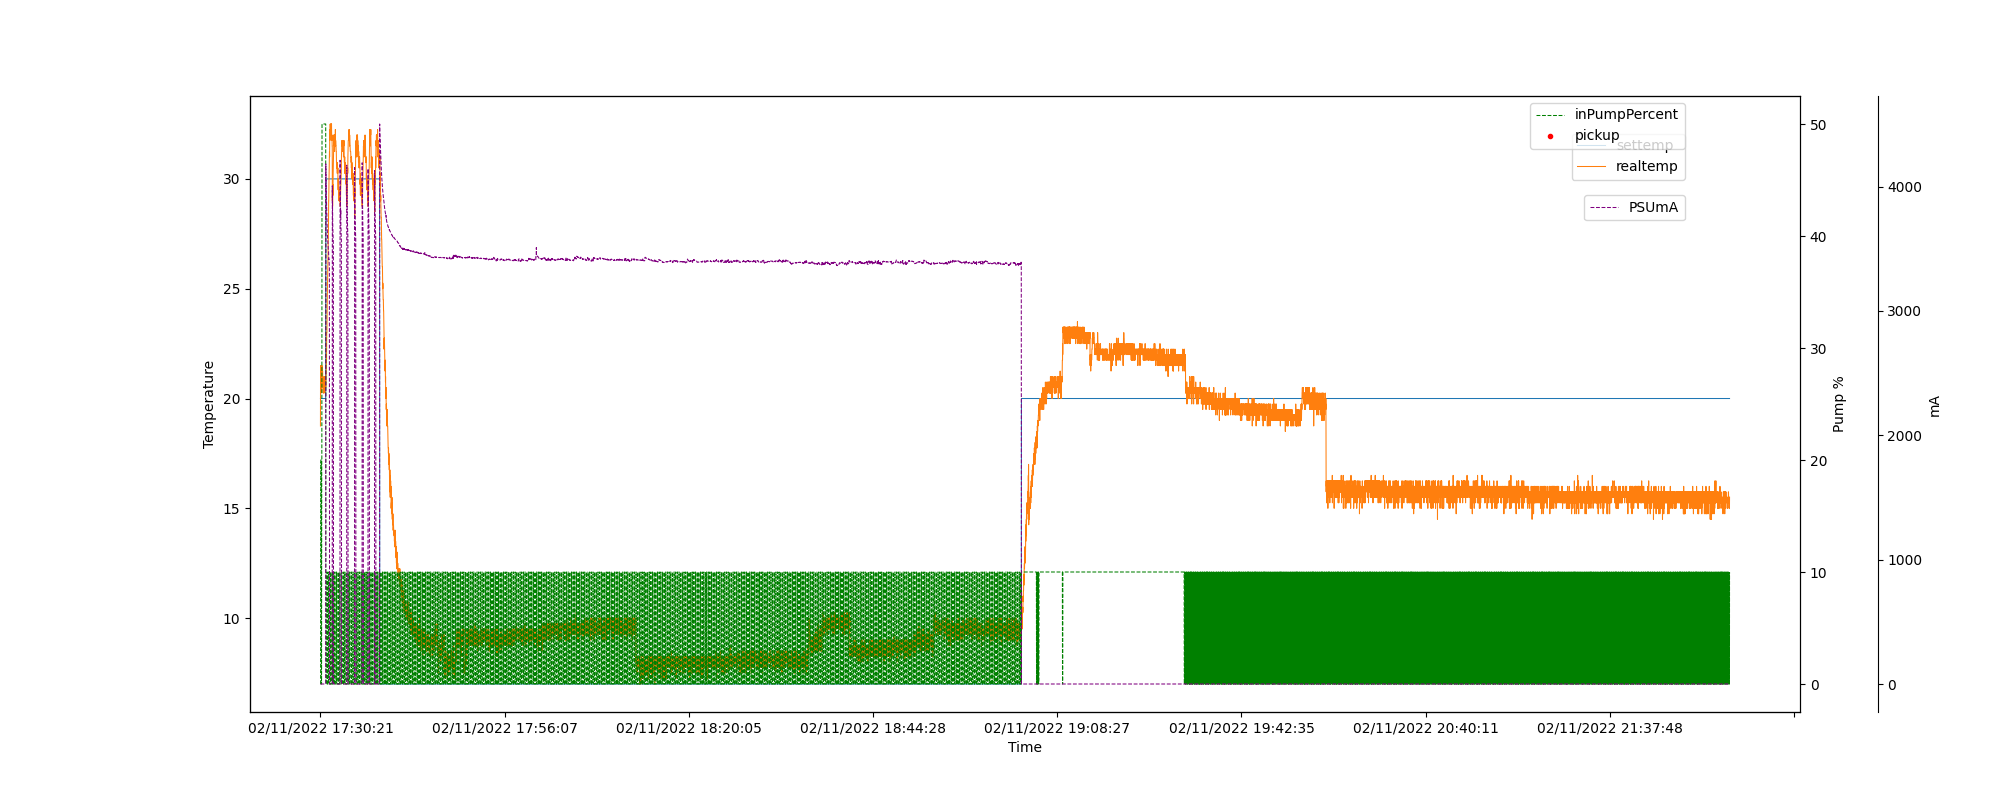 inPumpPercent
pickup
settemp
realtemp
PSUmA
30
25
20
15
10
Temperature
50
40
30
20
10
0
Pump %
4000
3000
2000
1000
0
mA
02/11/2022 17:30:21
02/11/2022 17:56:07
02/11/2022 18:20:05
02/11/2022 18:44:28
02/11/2022 19:08:27
02/11/2022 19:42:35
02/11/2022 20:40:11
02/11/2022 21:37:48
Time